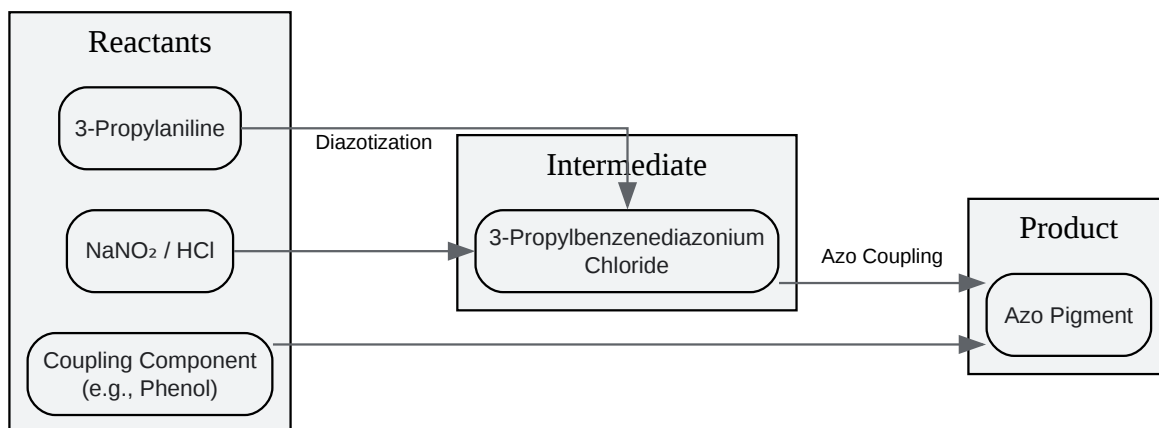 Reactants
3-Propylaniline
Diazotization
Intermediate
NaNO₂ / HCl
3-Propylbenzenediazonium
Chloride
Azo Coupling
Product
Azo Pigment
Coupling Component
(e.g., Phenol)